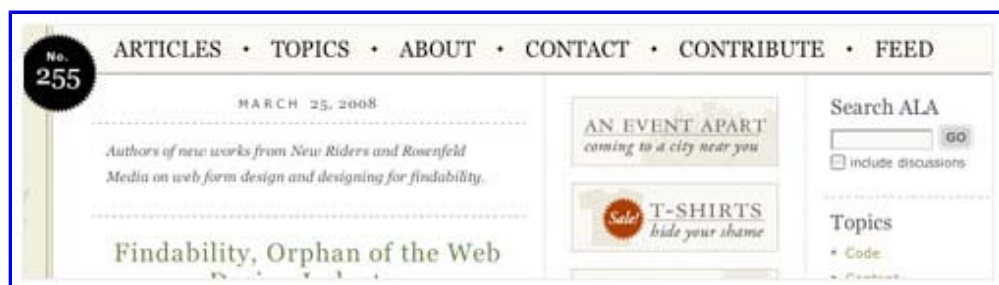 No.
255
ARTICLES • TOPICS • ABOUT • CONTACT • CONTRIBUTE • FEED
MARCH 25, 2008
Authors of new works from New Riders and Rosenfeld
Media on web form design and designing for findability.
Findability, Orphan of the Web
AN EVENT APART
coming to a city near you
Sale!
T-SHIRTS
hide your shame
Search ALA
GO
include discussions
Topics
• Code